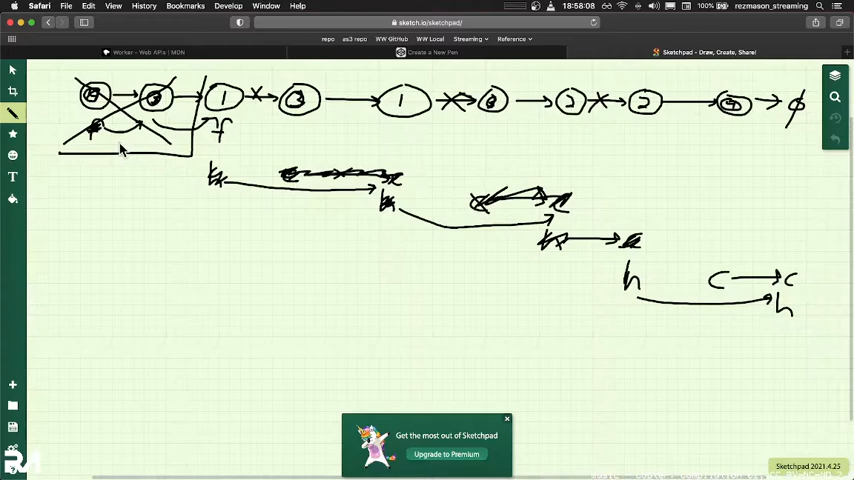 Safari File Edit View History Bookmarks Develop Window Help 100% 18:58:08 rezmason_streaming
sketch.io/sketchpad/
repo as3 repo WW GitHub WW Local Streaming Reference
Worker - Web APIs | MDN Create a New Pen Sketchpad - Draw, Create, Share!
1 3 1 2 2
f
h c c
h
Get the most out of Sketchpad
Upgrade to Premium
Sketchpad 2021.4.25